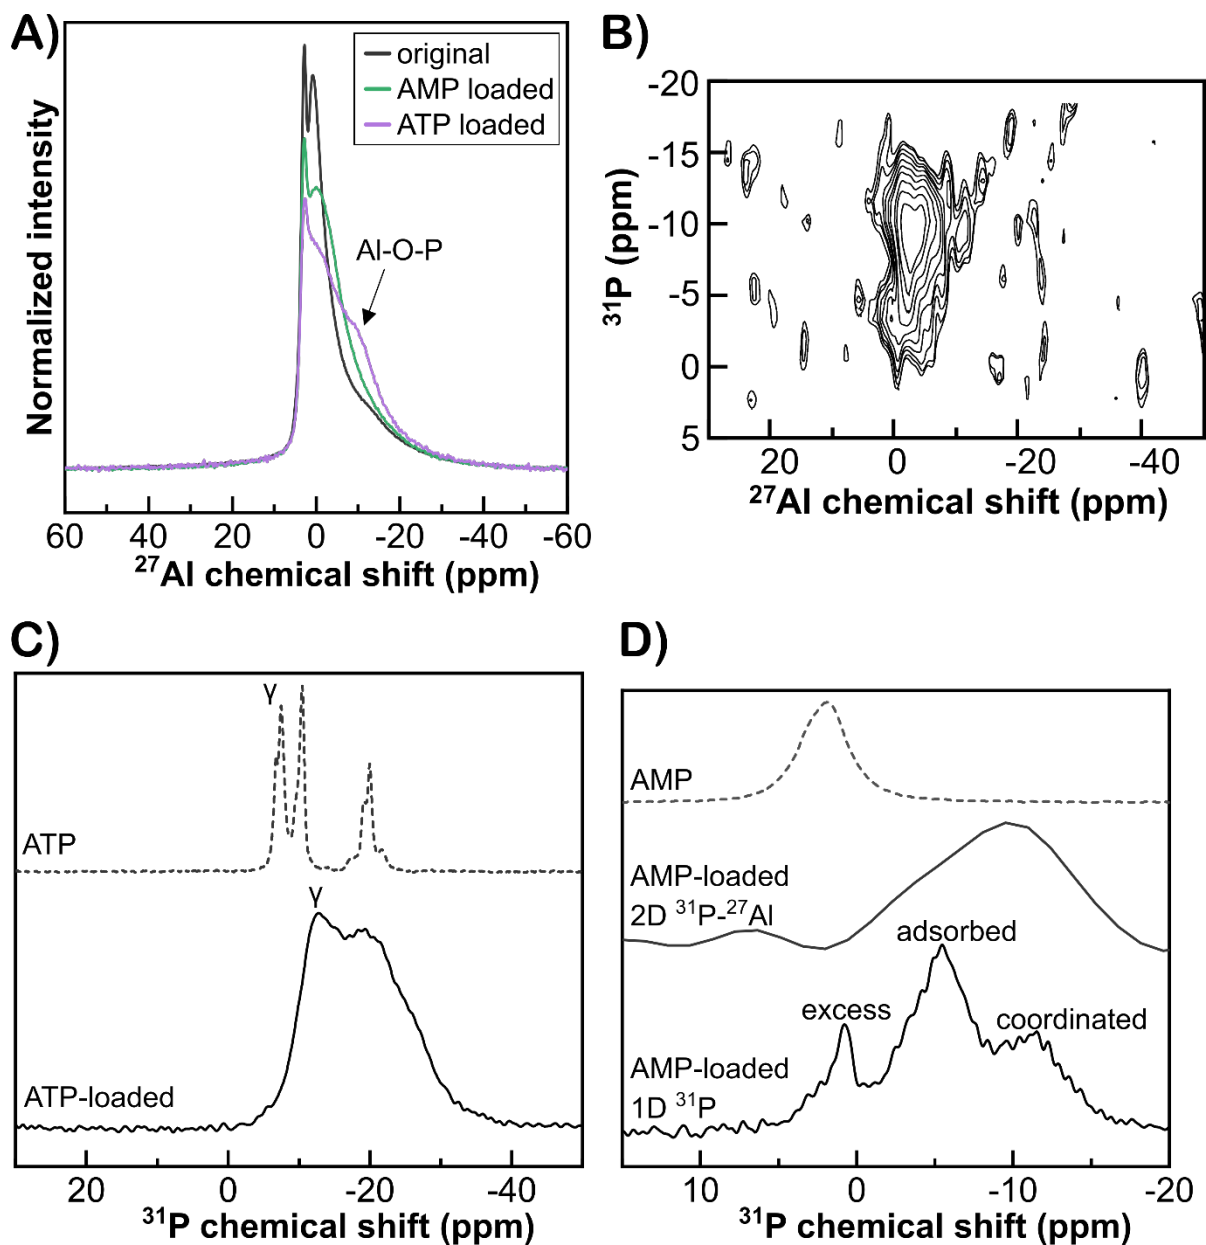 A)
original
AMP loaded
ATP loaded
Al-O-P
Normalized intensity
60 40 20 0 -20 -40 -60
²⁷Al chemical shift (ppm)
B)
-20
-15
-10
-5
0
5
³¹P (ppm)
20 0 -20 -40
²⁷Al chemical shift (ppm)
C)
γ
ATP
γ
ATP-loaded
20 0 -20 -40
³¹P chemical shift (ppm)
D)
AMP
AMP-loaded
2D ³¹P-²⁷Al
adsorbed
excess
coordinated
AMP-loaded
1D ³¹P
10 0 -10 -20
³¹P chemical shift (ppm)